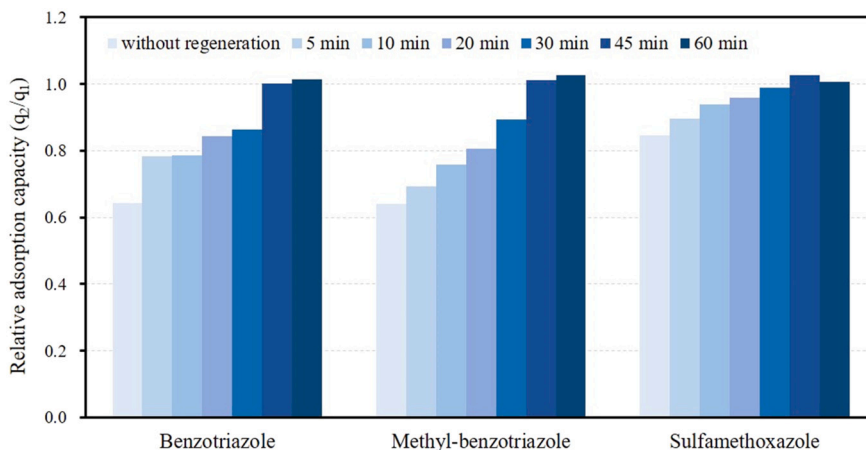 1.2
without regeneration 5 min 10 min 20 min 30 min 45 min 60 min
1.0
0.8
0.6
0.4
0.2
0.0
Relative adsorption capacity (q₂/q₁)
Benzotriazole Methyl-benzotriazole Sulfamethoxazole